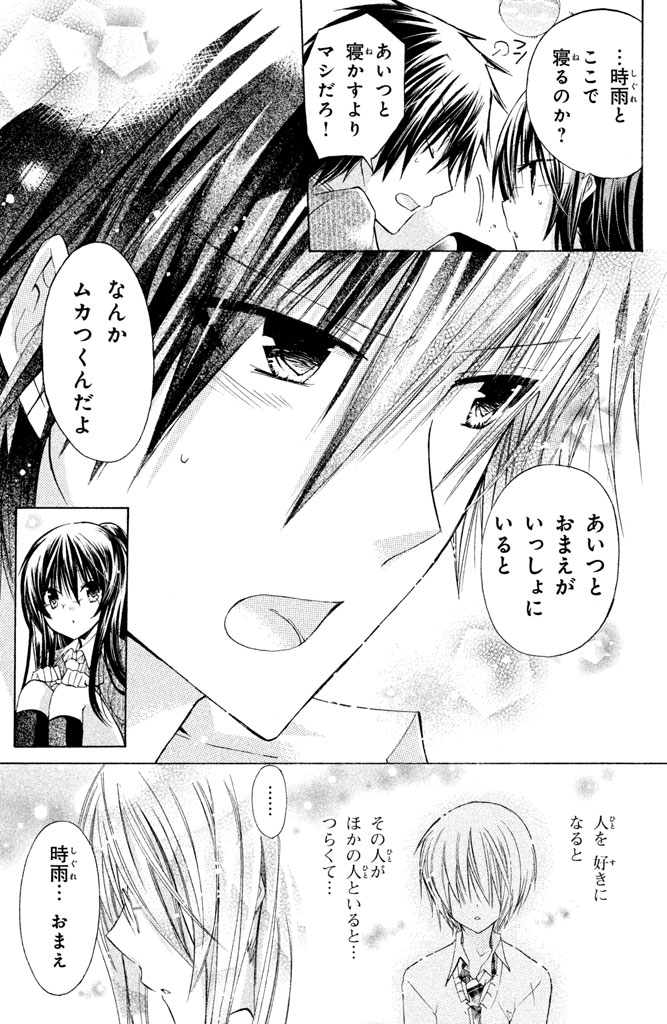 …時雨と
ここで
寝るのか?
あいつと
寝かすより
マシだろ!
あいつと
おまえが
いっしょに
いると
なんか
ムカつくんだよ
人を 好きに
なると
その人が
ほかの人といると…
つらくて…
……
時雨… おまえ